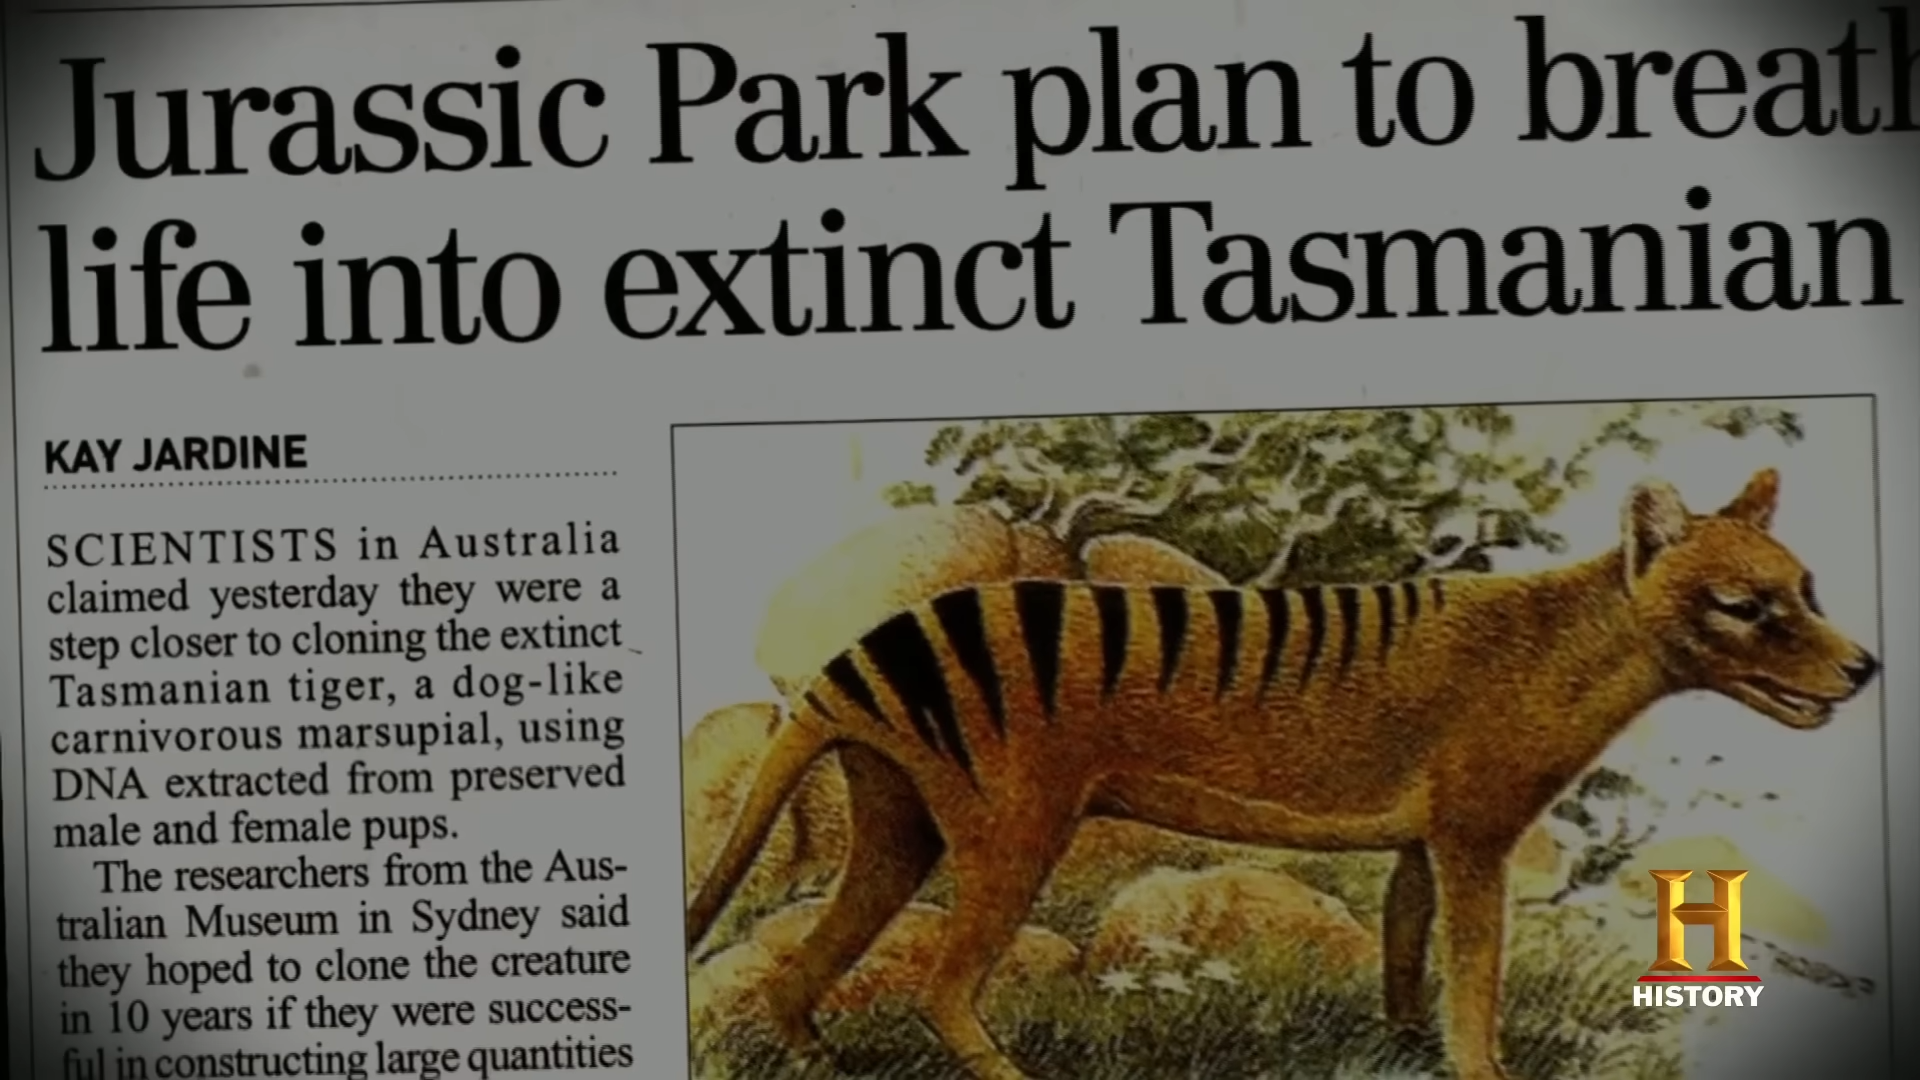 Jurassic Park plan to breath
life into extinct Tasmanian
KAY JARDINE
SCIENTISTS in Australia
claimed yesterday they were a
step closer to cloning the extinct
Tasmanian tiger, a dog-like
carnivorous marsupial, using
DNA extracted from preserved
male and female pups.
The researchers from the Aus-
tralian Museum in Sydney said
they hoped to clone the creature
in 10 years if they were success-
ful in constructing large quantities
H
HISTORY